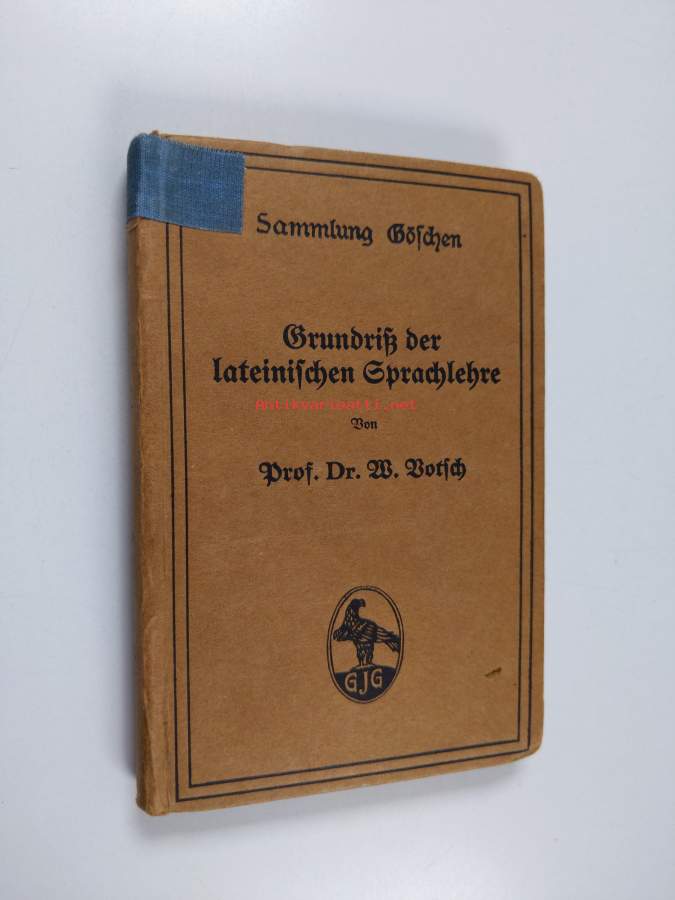 Sammlung Göschen
Grundriß der
lateinischen Sprachlehre
Antikvariaatti.net
Von
Prof. Dr. W. Votsch
GJG